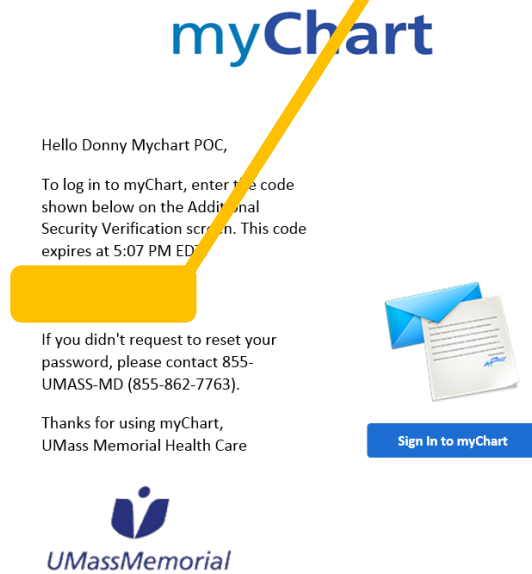 myChart
Hello Donny Mychart POC,
To log in to myChart, enter the code
shown below on the Additional
Security Verification screen. This code
expires at 5:07 PM EDT
If you didn't request to reset your
password, please contact 855-
UMASS-MD (855-862-7763).
Thanks for using myChart,
UMass Memorial Health Care
Sign In to myChart
UMassMemorial